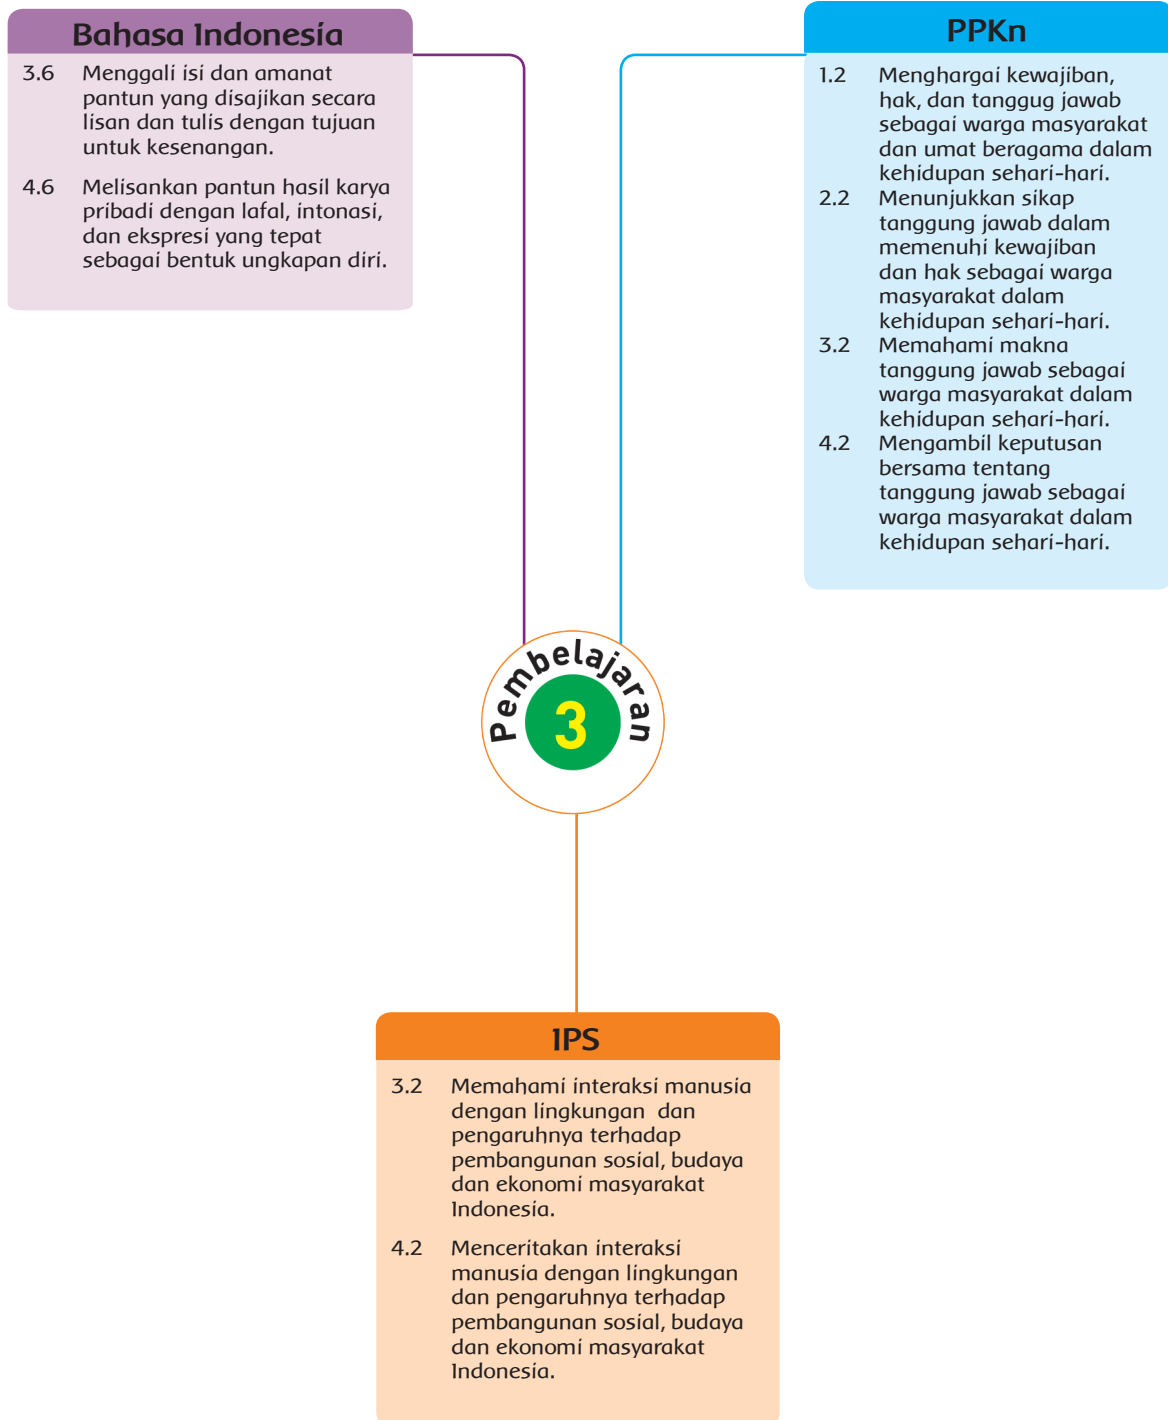 Bahasa Indonesia
3.6 Menggali isi dan amanat
pantun yang disajikan secara
lisan dan tulis dengan tujuan
untuk kesenangan.
4.6 Melisankan pantun hasil karya
pribadi dengan lafal, intonasi,
dan ekspresi yang tepat
sebagai bentuk ungkapan diri.
PPKn
1.2 Menghargai kewajiban,
hak, dan tanggug jawab
sebagai warga masyarakat
dan umat beragama dalam
kehidupan sehari-hari.
2.2 Menunjukkan sikap
tanggung jawab dalam
memenuhi kewajiban
dan hak sebagai warga
masyarakat dalam
kehidupan sehari-hari.
3.2 Memahami makna
tanggung jawab sebagai
warga masyarakat dalam
kehidupan sehari-hari.
4.2 Mengambil keputusan
bersama tentang
tanggung jawab sebagai
warga masyarakat dalam
kehidupan sehari-hari.
Pembelajaran
3
IPS
3.2 Memahami interaksi manusia
dengan lingkungan dan
pengaruhnya terhadap
pembangunan sosial, budaya
dan ekonomi masyarakat
Indonesia.
4.2 Menceritakan interaksi
manusia dengan lingkungan
dan pengaruhnya terhadap
pembangunan sosial, budaya
dan ekonomi masyarakat
Indonesia.